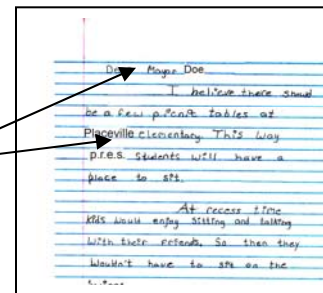 De   Mayor Doe
I believe there shoud
be a few picnic tables at
Placeville elementary. This way
p.r.e.s. students will have a
place to sit.
At recess time
kids would enjoy sitting and talking
with their friends. So then they
wouldn't have to sit on the